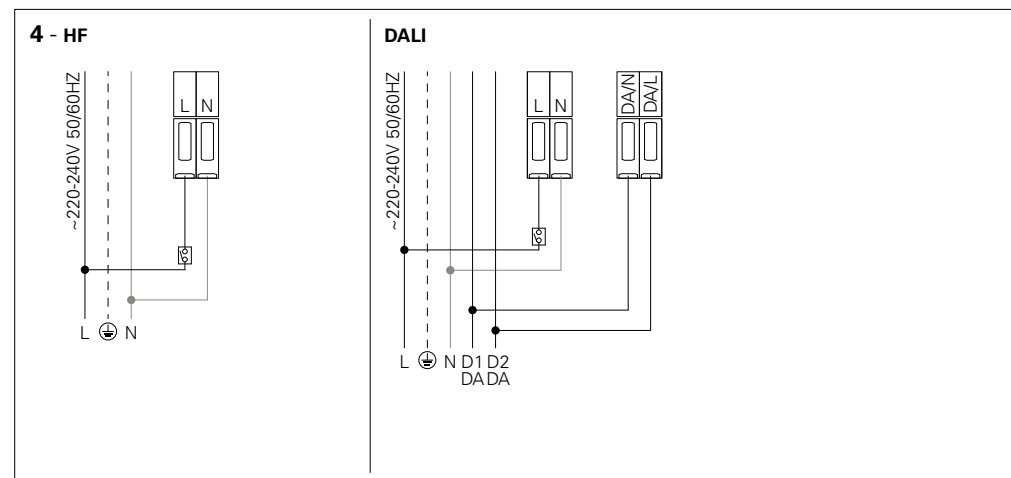 4 - HF
~220-240V 50/60HZ
L N
L N
DALI
~220-240V 50/60HZ
L N
DA/N
DA/L
L N D1 D2
DA DA